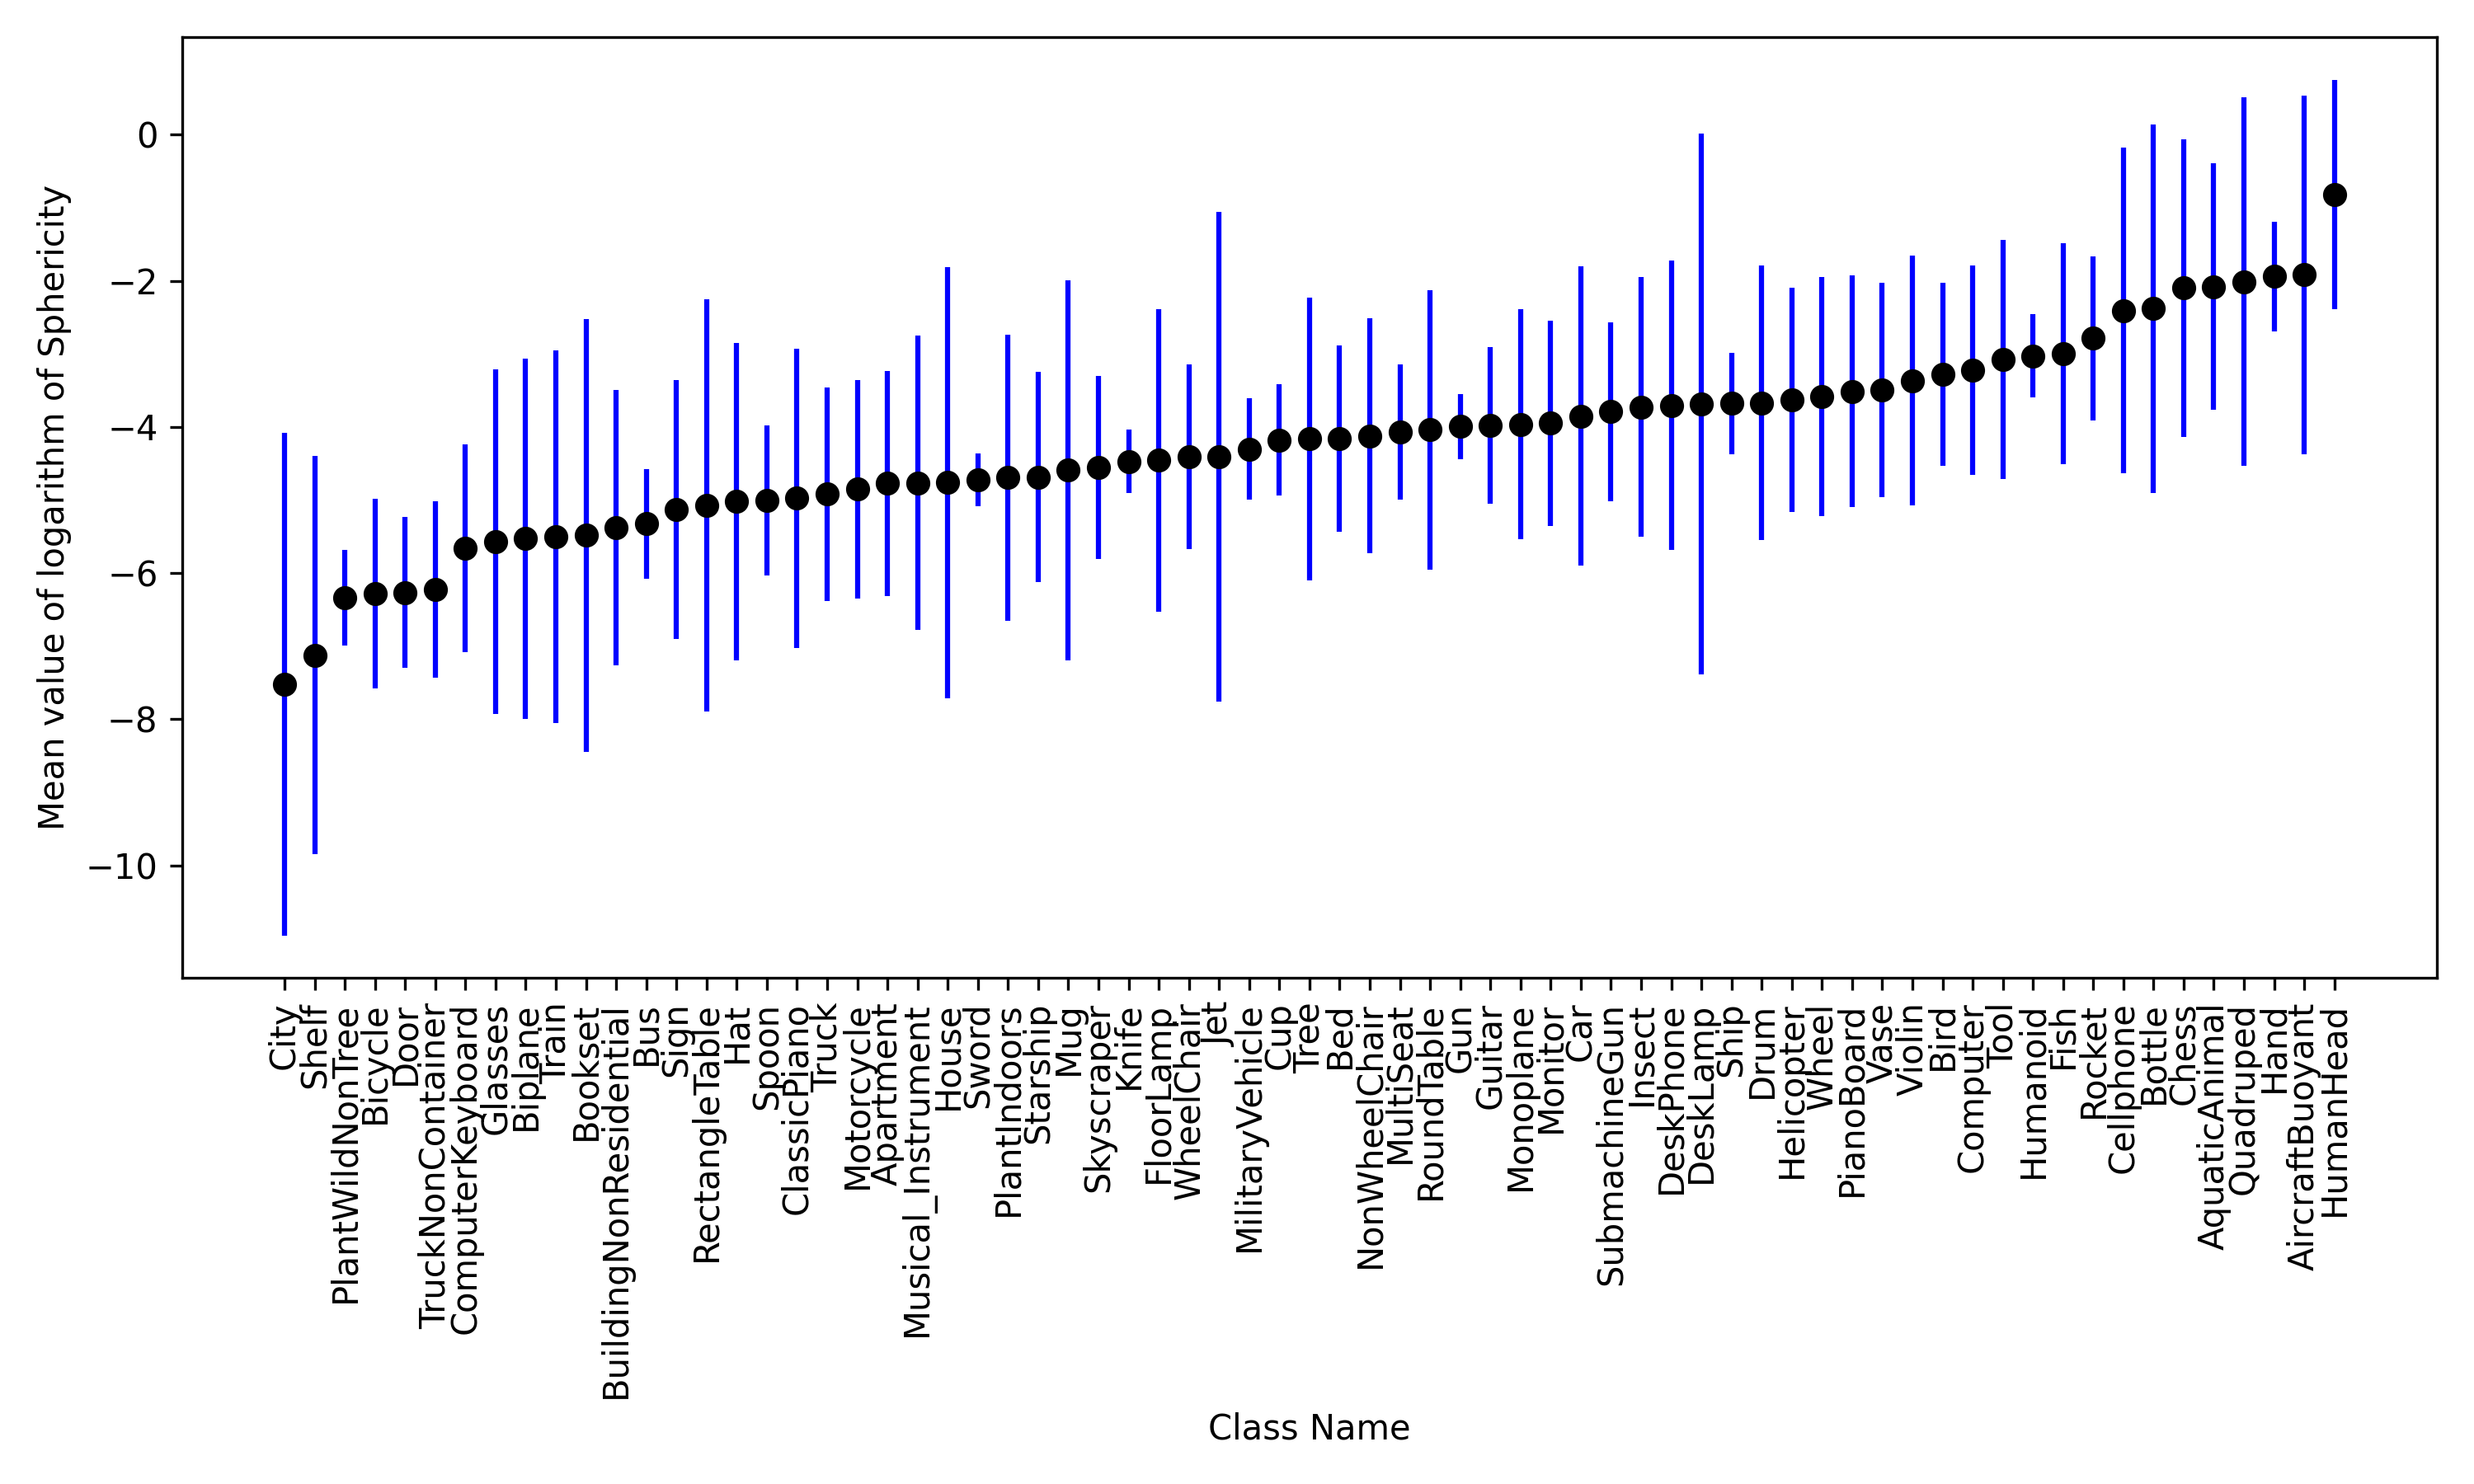 Mean value of logarithm of Sphericity
0
−2
−4
−6
−8
−10
City
Shelf
PlantWildNonTree
Bicycle
Door
TruckNonContainer
ComputerKeyboard
Glasses
Biplane
Train
Bookset
BuildingNonResidential
Bus
Sign
RectangleTable
Hat
Spoon
ClassicPiano
Truck
Motorcycle
Apartment
Musical_Instrument
House
Sword
PlantIndoors
Starship
Mug
Skyscraper
Knife
FloorLamp
WheelChair
Jet
MilitaryVehicle
Cup
Tree
Bed
NonWheelChair
MultiSeat
RoundTable
Gun
Guitar
Monoplane
Monitor
Car
SubmachineGun
Insect
DeskPhone
DeskLamp
Ship
Drum
Helicopter
Wheel
PianoBoard
Vase
Violin
Bird
Computer
Tool
Humanoid
Fish
Rocket
Cellphone
Bottle
Chess
AquaticAnimal
Quadruped
Hand
AircraftBuoyant
HumanHead
Class Name